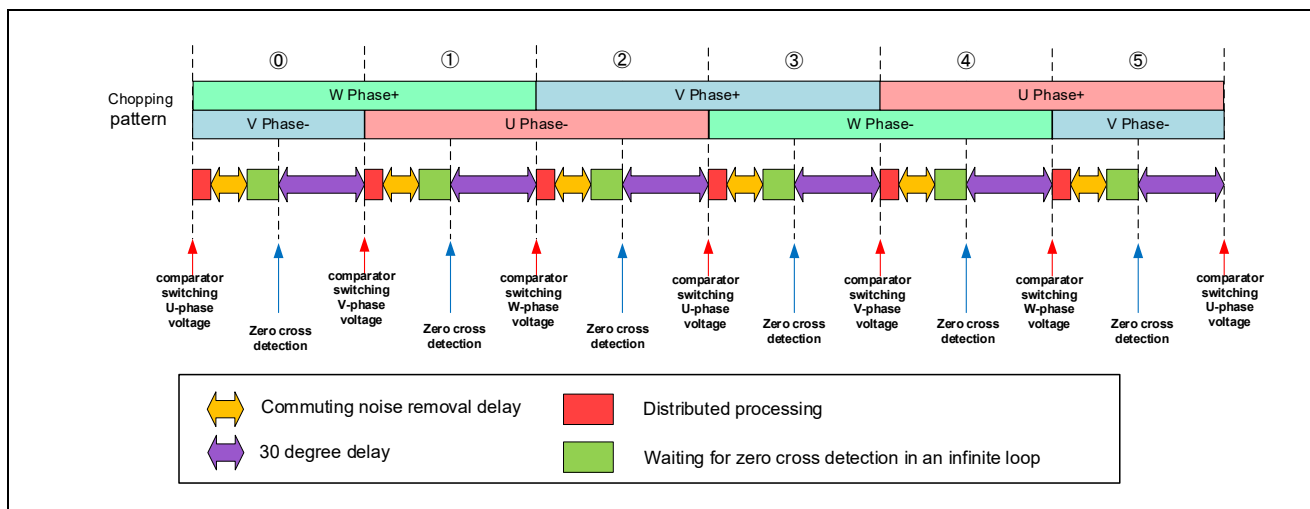 ⓪ ① ② ③ ④ ⑤
Chopping
pattern
W Phase+ V Phase+ U Phase+
V Phase- U Phase- W Phase- V Phase-
comparator
switching
U-phase
voltage
Zero cross
detection
comparator
switching
V-phase
voltage
Zero cross
detection
comparator
switching
W-phase
voltage
Zero cross
detection
comparator
switching
U-phase
voltage
Zero cross
detection
comparator
switching
V-phase
voltage
Zero cross
detection
comparator
switching
W-phase
voltage
Zero cross
detection
comparator
switching
U-phase
voltage
Commuting noise removal delay
Distributed processing
30 degree delay
Waiting for zero cross detection in an infinite loop